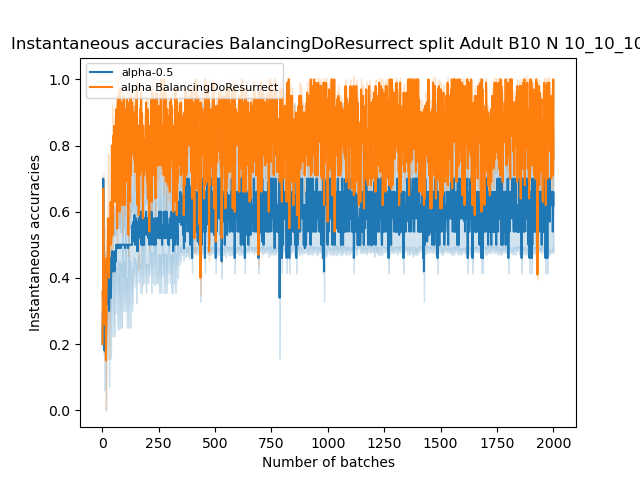 Instantaneous accuracies BalancingDoResurrect split Adult B10 N 10_10_10
alpha-0.5
alpha BalancingDoResurrect
1.0
0.8
0.6
0.4
0.2
0.0
Instantaneous accuracies
0 250 500 750 1000 1250 1500 1750 2000
Number of batches